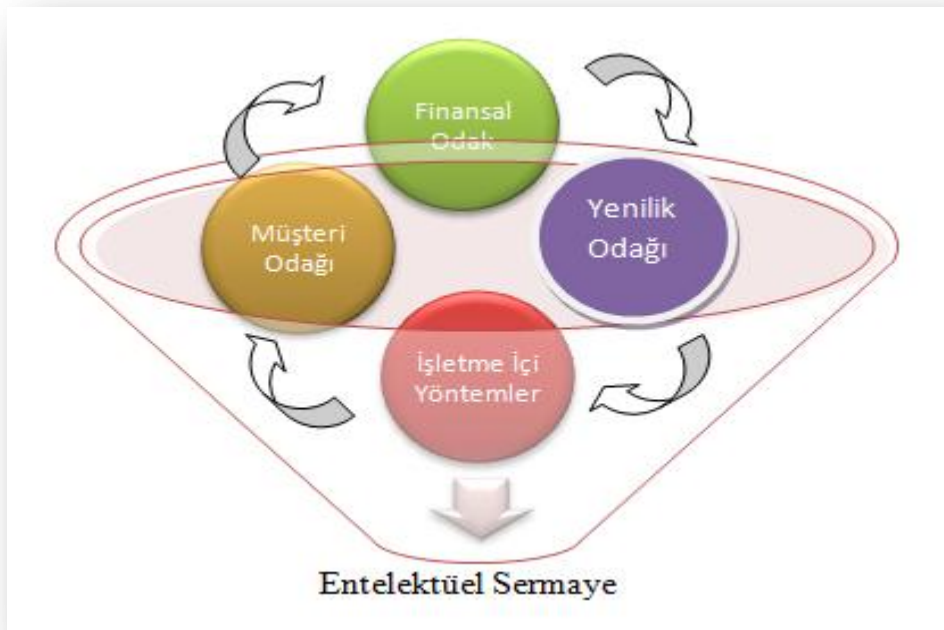 Finansal
Odak
Yenilik
Odağı
Müşteri
Odağı
İşletme İçi
Yöntemler
Entelektüel Sermaye